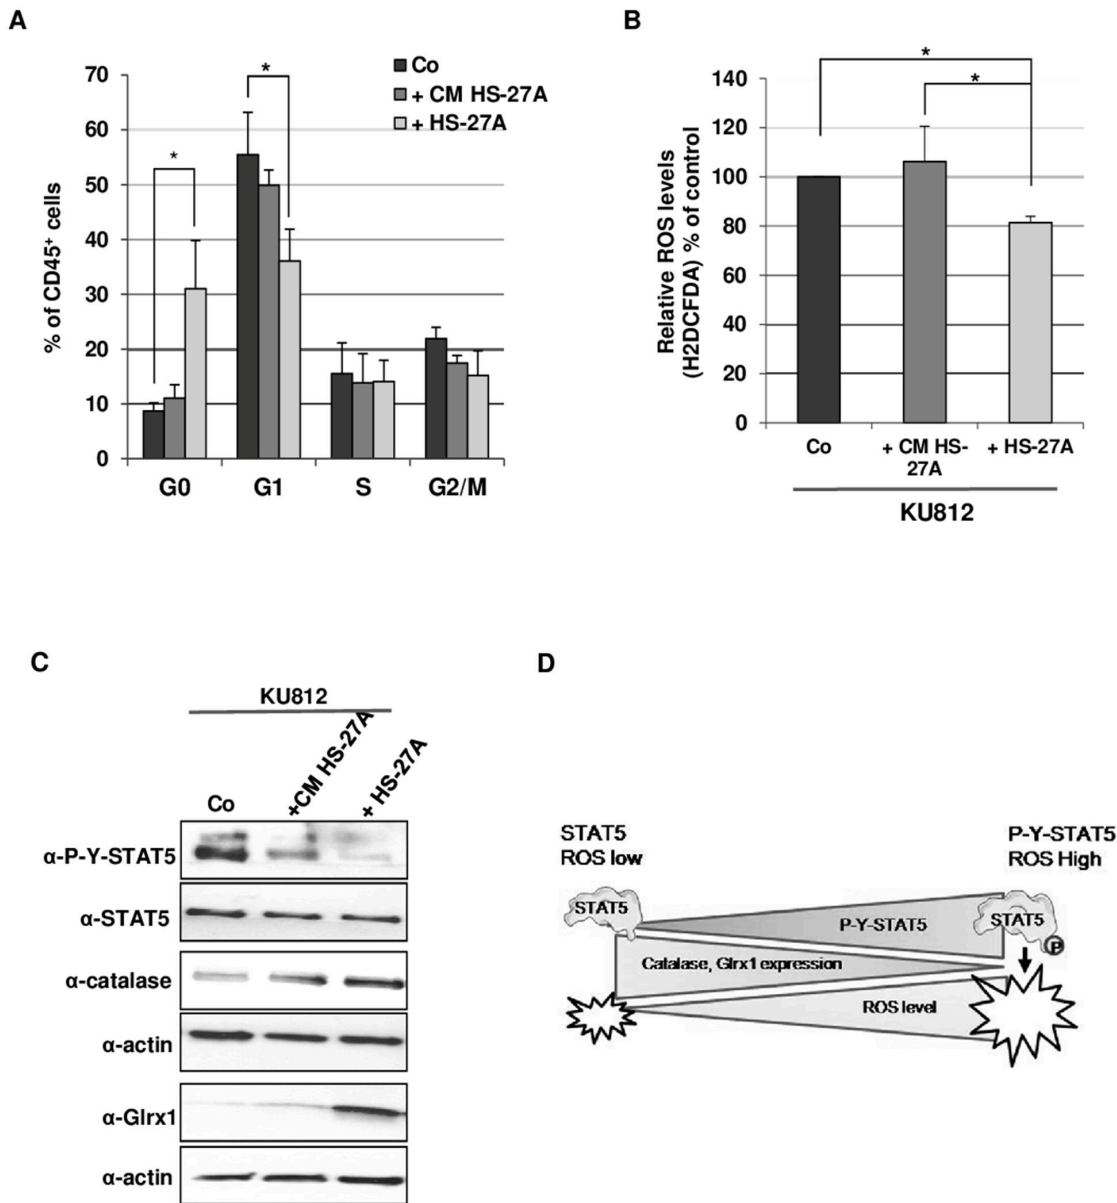 A
70
60
50
40
30
20
10
0
% of CD45⁺ cells
*
*
Co
+ CM HS-27A
+ HS-27A
G0 G1 S G2/M
B
*
*
140
120
100
80
60
40
20
0
Relative ROS levels
(H2DCFDA) % of control
Co + CM HS- + HS-27A
27A
KU812
C
KU812
Co +CM HS-27A + HS-27A
α-P-Y-STAT5
α-STAT5
α-catalase
α-actin
α-Glrx1
α-actin
D
STAT5
ROS low
P-Y-STAT5
ROS High
STAT5
P-Y-STAT5
STAT5
P
Catalase, Glrx1 expression
ROS level